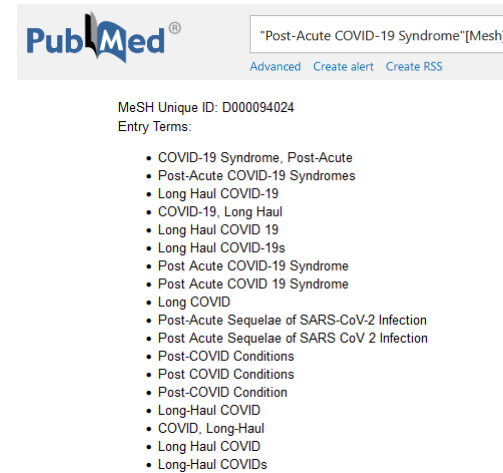 PubMed®
"Post-Acute COVID-19 Syndrome"[Mesh]
Advanced Create alert Create RSS
MeSH Unique ID: D000094024
Entry Terms:
• COVID-19 Syndrome, Post-Acute
• Post-Acute COVID-19 Syndromes
• Long Haul COVID-19
• COVID-19, Long Haul
• Long Haul COVID 19
• Long Haul COVID-19s
• Post Acute COVID-19 Syndrome
• Post Acute COVID 19 Syndrome
• Long COVID
• Post-Acute Sequelae of SARS-CoV-2 Infection
• Post Acute Sequelae of SARS CoV 2 Infection
• Post-COVID Conditions
• Post COVID Conditions
• Post-COVID Condition
• Long-Haul COVID
• COVID, Long-Haul
• Long Haul COVID
• Long-Haul COVIDs